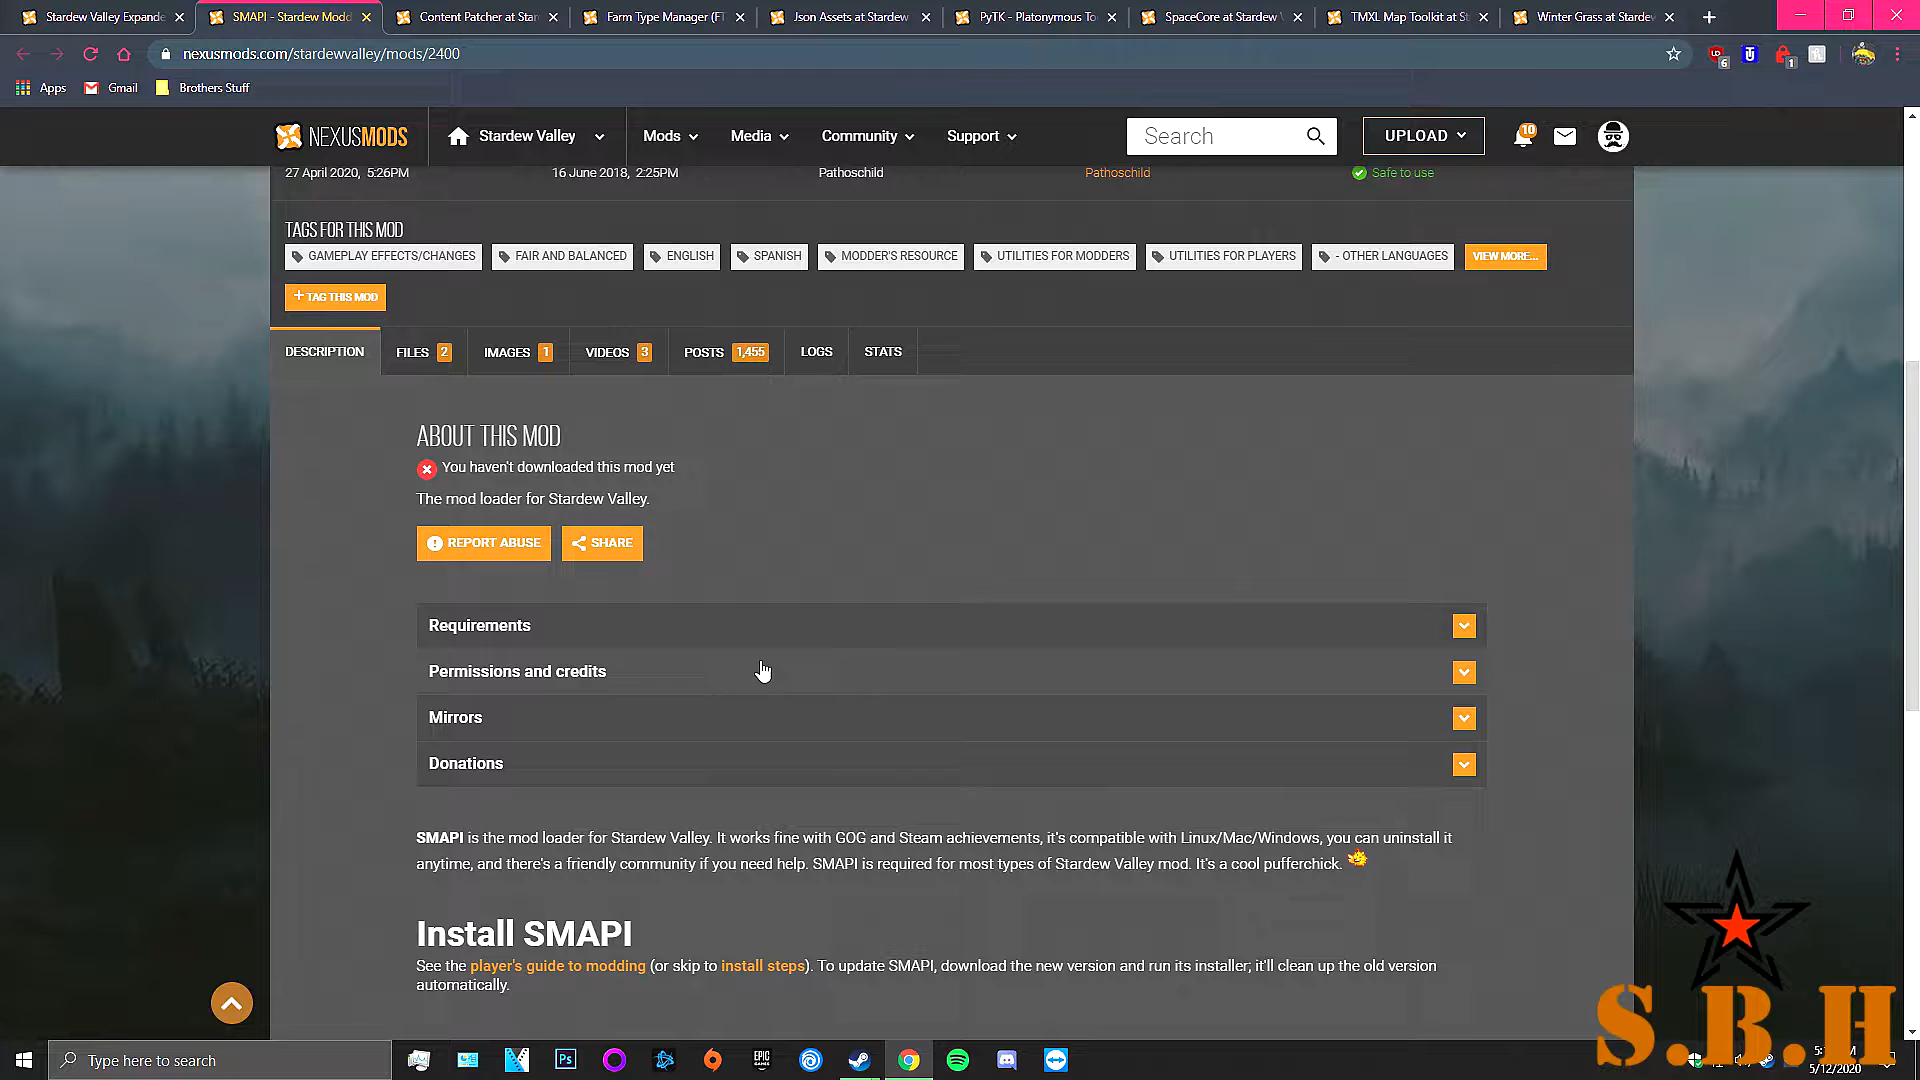 Stardew Valley Expande
SMAPI - Stardew Modd
Content Patcher at Star
Farm Type Manager (FT
Json Assets at Stardew
PyTK - Platonymous To
SpaceCore at Stardew V
TMXL Map Toolkit at St
Winter Grass at Stardew
nexusmods.com/stardewvalley/mods/2400
6
1
Apps
Gmail
Brothers Stuff
NEXUSMODS
Stardew Valley
Mods
Media
Community
Support
Search
UPLOAD
10
27 April 2020, 5:26PM
16 June 2018, 2:25PM
Pathoschild
Pathoschild
Safe to use
TAGS FOR THIS MOD
GAMEPLAY EFFECTS/CHANGES
FAIR AND BALANCED
ENGLISH
SPANISH
MODDER'S RESOURCE
UTILITIES FOR MODDERS
UTILITIES FOR PLAYERS
- OTHER LANGUAGES
VIEW MORE...
+ TAG THIS MOD
DESCRIPTION
FILES 2
IMAGES 1
VIDEOS 3
POSTS 1,455
LOGS
STATS
ABOUT THIS MOD
You haven't downloaded this mod yet
The mod loader for Stardew Valley.
REPORT ABUSE
SHARE
Requirements
Permissions and credits
Mirrors
Donations
SMAPI is the mod loader for Stardew Valley. It works fine with GOG and Steam achievements, it's compatible with Linux/Mac/Windows, you can uninstall it
anytime, and there's a friendly community if you need help. SMAPI is required for most types of Stardew Valley mod. It's a cool pufferchick.
Install SMAPI
See the player's guide to modding (or skip to install steps). To update SMAPI, download the new version and run its installer; it'll clean up the old version
automatically.
S.B.H
Type here to search
Ps
EPIC GAMES
5/12/2020